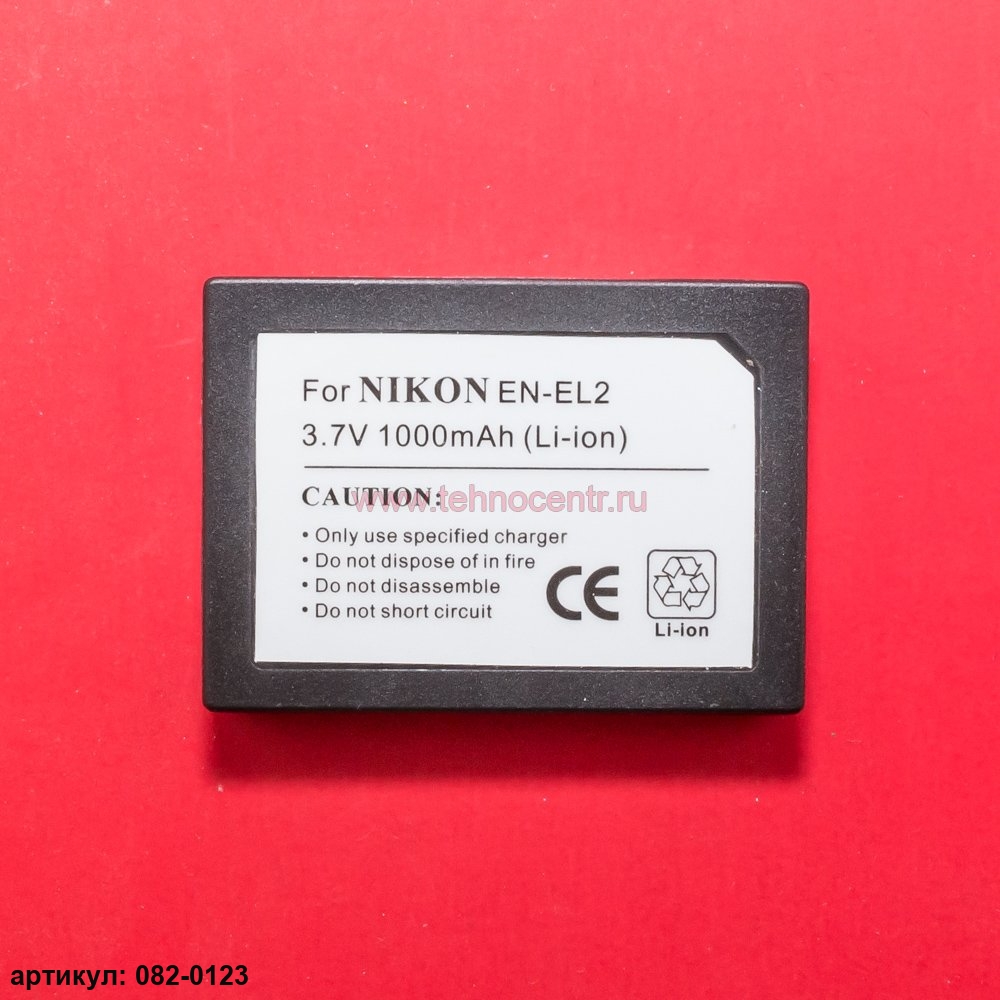 For NIKON EN-EL2
3.7V 1000mAh (Li-ion)
CAUTION:
www.tehnocentr.ru
• Only use specified charger
• Do not dispose of in fire
• Do not disassemble
• Do not short circuit
CE
Li-ion
артикул: 082-0123